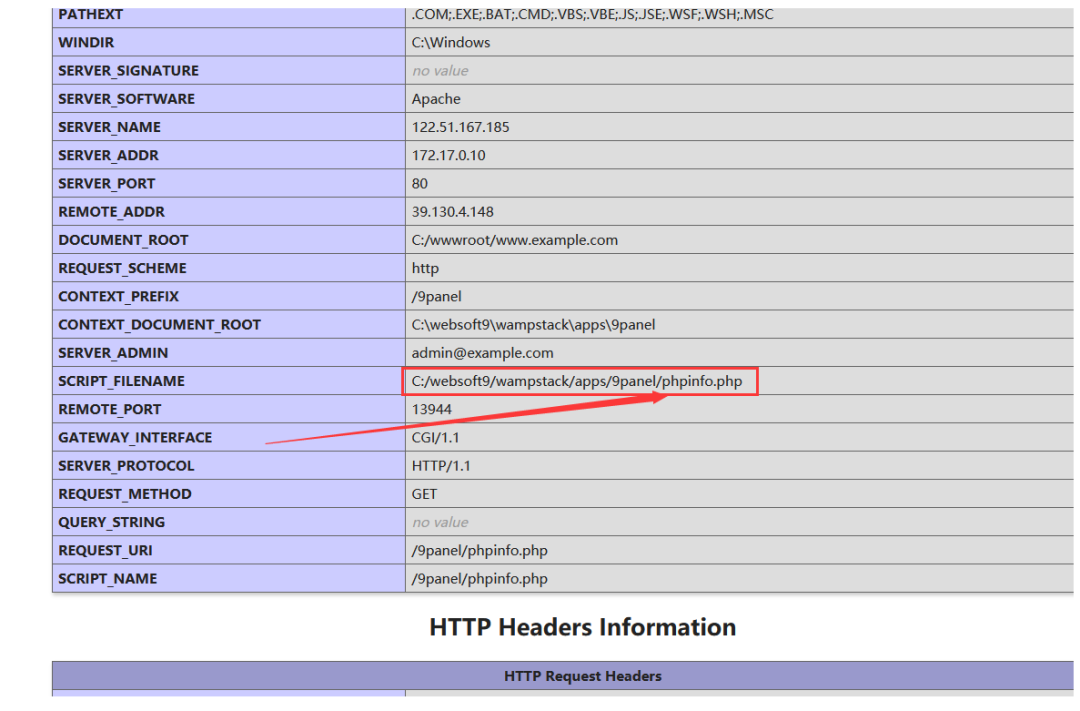 PATHEXT .COM;.EXE;.BAT;.CMD;.VBS;.VBE;.JS;.JSE;.WSF;.WSH;.MSC
WINDIR C:\Windows
SERVER_SIGNATURE no value
SERVER_SOFTWARE Apache
SERVER_NAME 122.51.167.185
SERVER_ADDR 172.17.0.10
SERVER_PORT 80
REMOTE_ADDR 39.130.4.148
DOCUMENT_ROOT C:/wwwroot/www.example.com
REQUEST_SCHEME http
CONTEXT_PREFIX /9panel
CONTEXT_DOCUMENT_ROOT C:\websoft9\wampstack\apps\9panel
SERVER_ADMIN admin@example.com
SCRIPT_FILENAME C:/websoft9/wampstack/apps/9panel/phpinfo.php
REMOTE_PORT 13944
GATEWAY_INTERFACE CGI/1.1
SERVER_PROTOCOL HTTP/1.1
REQUEST_METHOD GET
QUERY_STRING no value
REQUEST_URI /9panel/phpinfo.php
SCRIPT_NAME /9panel/phpinfo.php
HTTP Headers Information
HTTP Request Headers